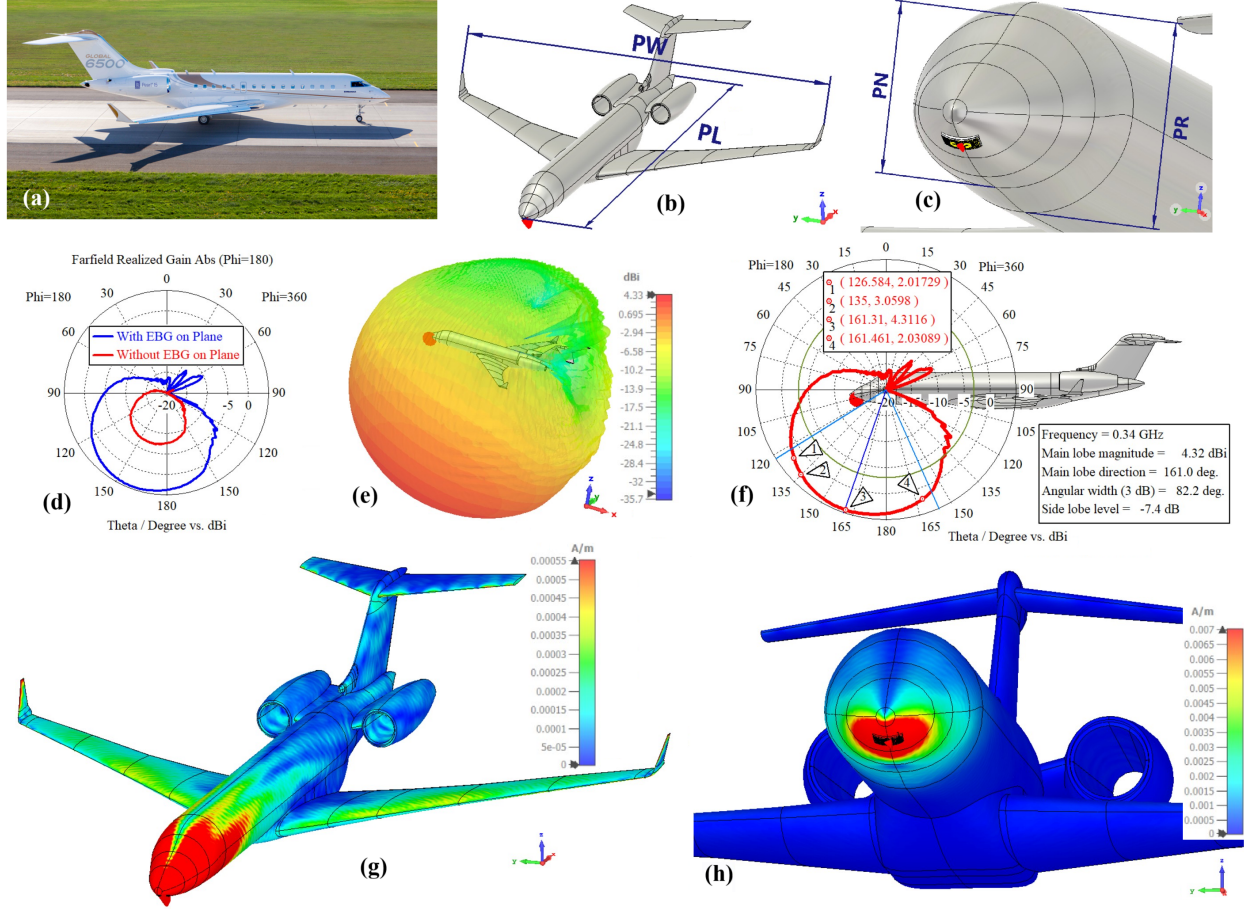 GLOBAL
6500
(a)
PW
PL
(b)
z
y
x
PN
PR
(c)
z
y
x
Farfield Realized Gain Abs (Phi=180)
0
30
30
Phi=180
Phi=360
60
60
With EBG on Plane
Without EBG on Plane
90
90
-20
-15
-5
0
120
120
150
150
180
(d)
Theta / Degree vs. dBi
dBi
4.33
0.695
-2.94
-6.58
-10.2
-13.9
-17.5
-21.1
-24.8
-28.4
-32
-35.7
(e)
z
y
x
0
15
15
30
30
Phi=180
Phi=360
45
45
60
60
75
75
90
90
105
105
120
120
135
135
150
150
165
165
1 ( 126.584, 2.01729 )
2 ( 135, 3.0598 )
3 ( 161.31, 4.3116 )
4 ( 161.461, 2.03089 )
-20
-15
-10
-5
0
1
2
3
4
(f)
Theta / Degree vs. dBi
Frequency = 0.34 GHz
Main lobe magnitude = 4.32 dBi
Main lobe direction = 161.0 deg.
Angular width (3 dB) = 82.2 deg.
Side lobe level = -7.4 dB
A/m
0.00055
0.00045
0.0004
0.00035
0.0003
0.00025
0.0002
0.00015
0.0001
5e-05
0
(g)
z
y
x
A/m
0.007
0.006
0.0055
0.005
0.0045
0.004
0.0035
0.003
0.0025
0.002
0.0015
0.001
0.0005
0
(h)
z
y